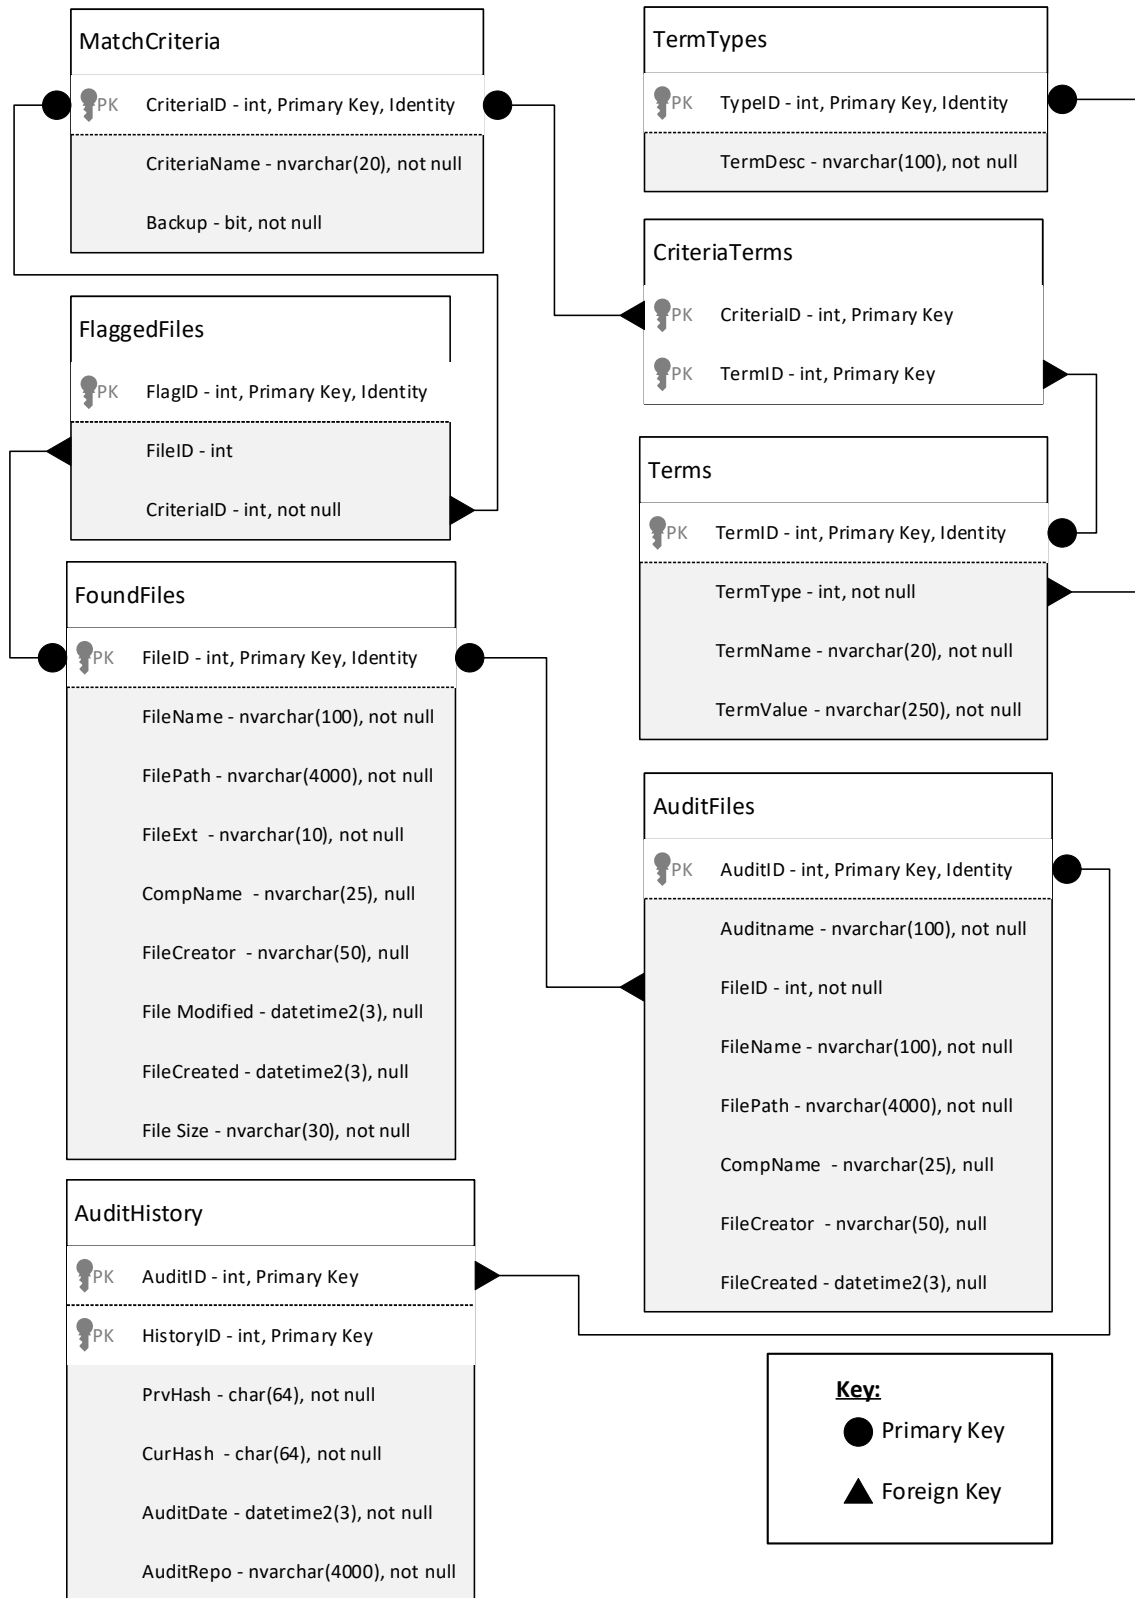 MatchCriteria
PK CriteriaID - int, Primary Key, Identity
CriteriaName - nvarchar(20), not null
Backup - bit, not null
FlaggedFiles
PK FlagID - int, Primary Key, Identity
FileID - int
CriteriaID - int, not null
FoundFiles
PK FileID - int, Primary Key, Identity
FileName - nvarchar(100), not null
FilePath - nvarchar(4000), not null
FileExt - nvarchar(10), not null
CompName - nvarchar(25), null
FileCreator - nvarchar(50), null
File Modified - datetime2(3), null
FileCreated - datetime2(3), null
File Size - nvarchar(30), not null
AuditHistory
PK AuditID - int, Primary Key
PK HistoryID - int, Primary Key
PrvHash - char(64), not null
CurHash - char(64), not null
AuditDate - datetime2(3), not null
AuditRepo - nvarchar(4000), not null
TermTypes
PK TypeID - int, Primary Key, Identity
TermDesc - nvarchar(100), not null
CriteriaTerms
PK CriteriaID - int, Primary Key
PK TermID - int, Primary Key
Terms
PK TermID - int, Primary Key, Identity
TermType - int, not null
TermName - nvarchar(20), not null
TermValue - nvarchar(250), not null
AuditFiles
PK AuditID - int, Primary Key, Identity
Auditname - nvarchar(100), not null
FileID - int, not null
FileName - nvarchar(100), not null
FilePath - nvarchar(4000), not null
CompName - nvarchar(25), null
FileCreator - nvarchar(50), null
FileCreated - datetime2(3), null
Key:
Primary Key
Foreign Key